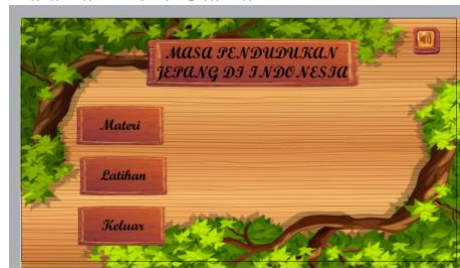 MASA PENDUDUKAN
JEPANG DI INDONESIA
Materi
Latihan
Keluar